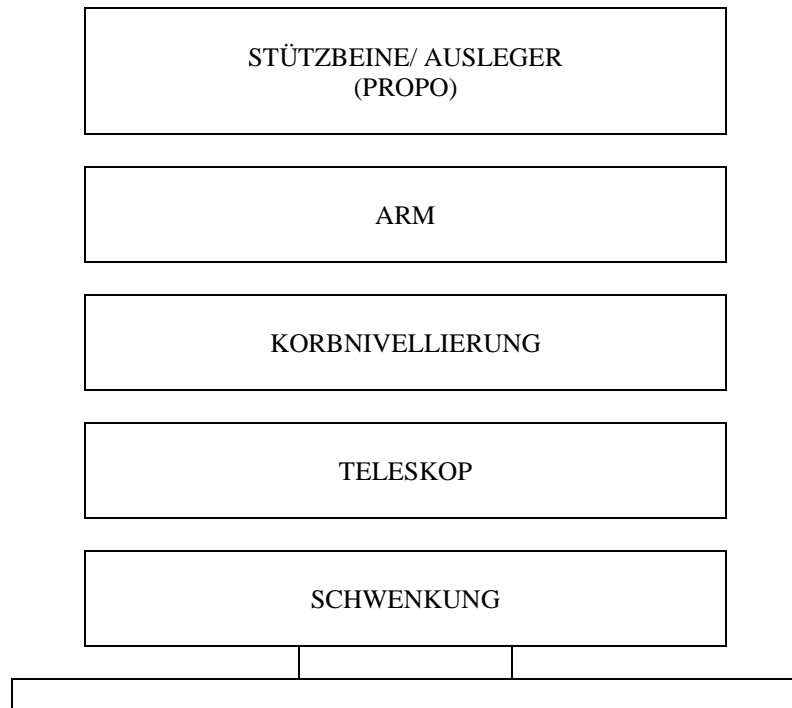 STÜTZBEINE/ AUSLEGER
(PROPO)
ARM
KORBNIVELLIERUNG
TELESKOP
SCHWENKUNG